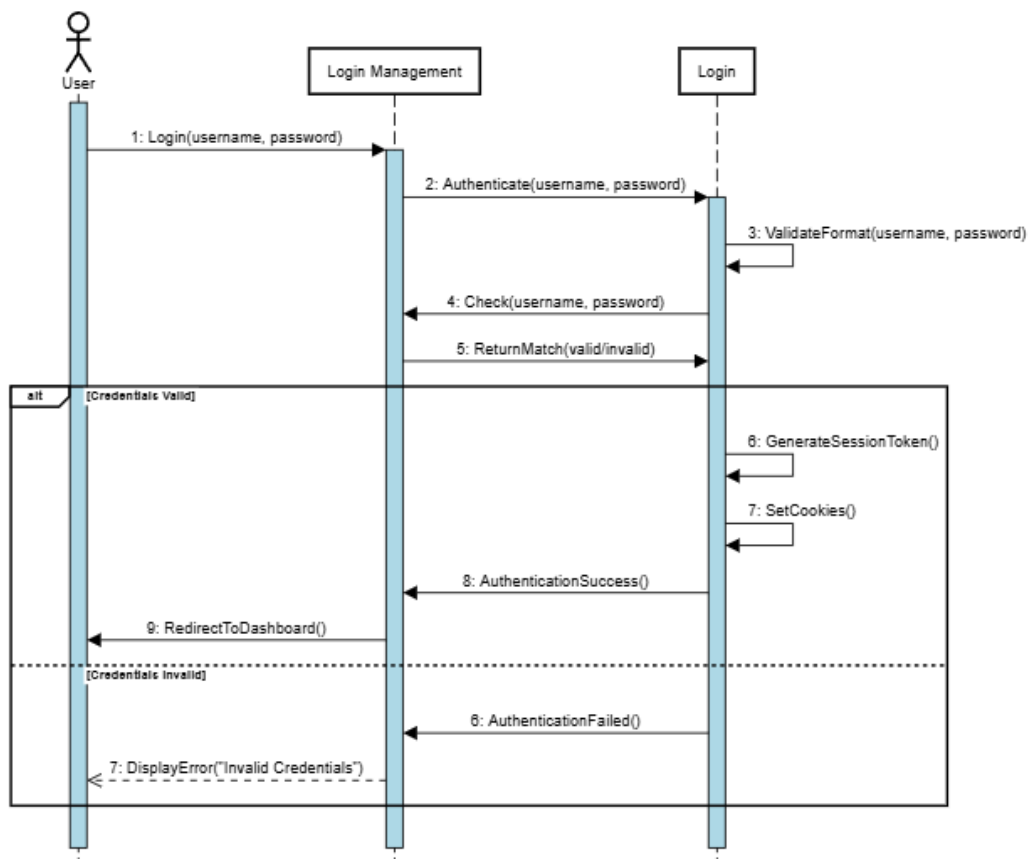 User
Login Management
Login
1: Login(username, password)
2: Authenticate(username, password)
3: ValidateFormat(username, password)
4: Check(username, password)
5: ReturnMatch(valid/invalid)
alt
[Credentials Valid]
6: GenerateSessionToken()
7: SetCookies()
8: AuthenticationSuccess()
9: RedirectToDashboard()
[Credentials Invalid]
6: AuthenticationFailed()
7: DisplayError("Invalid Credentials")